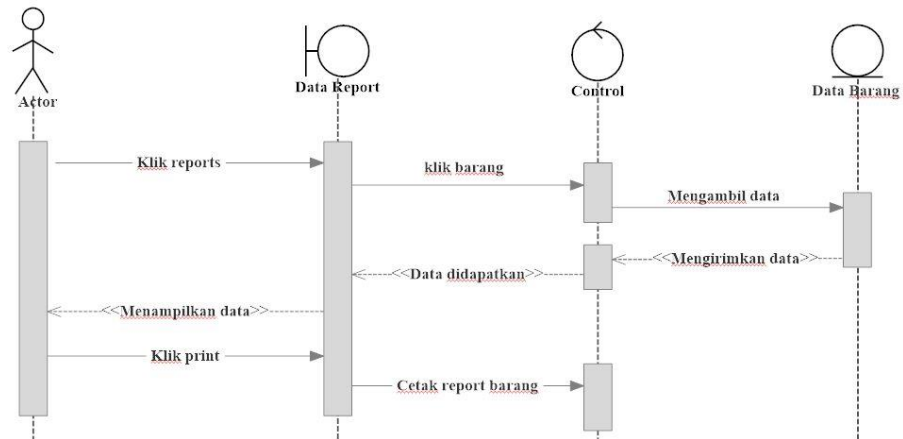 Actor
Data Report
Control
Data Barang
Klik reports
klik barang
Mengambil data
<<Mengirimkan data>>
<<Data didapatkan>>
<<Menampilkan data>>
Klik print
Cetak report barang